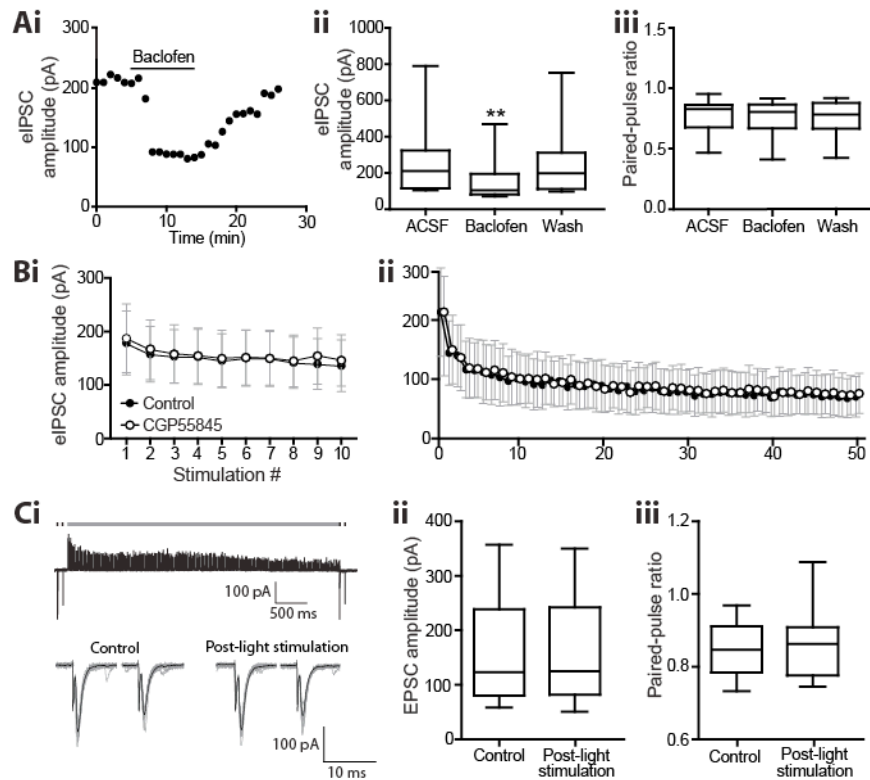 Ai
eIPSC
amplitude (pA)
300
200
100
0
Baclofen
0 10 20 30
Time (min)
ii
eIPSC
amplitude (pA)
1000
800
600
400
200
0
**
ACSF Baclofen Wash
iii
Paired-pulse ratio
1.5
1.0
0.5
0.0
ACSF Baclofen Wash
Bi
eIPSC amplitude (pA)
300
200
100
0
Control
CGP55845
1 2 3 4 5 6 7 8 9 10
Stimulation #
ii
300
200
100
0
0 10 20 30 40 50
Ci
100 pA
500 ms
Control Post-light stimulation
100 pA
10 ms
ii
EPSC amplitude (pA)
400
300
200
100
0
Control Post-light
stimulation
iii
Paired-pulse ratio
1.2
1.0
0.8
0.6
Control Post-light
stimulation